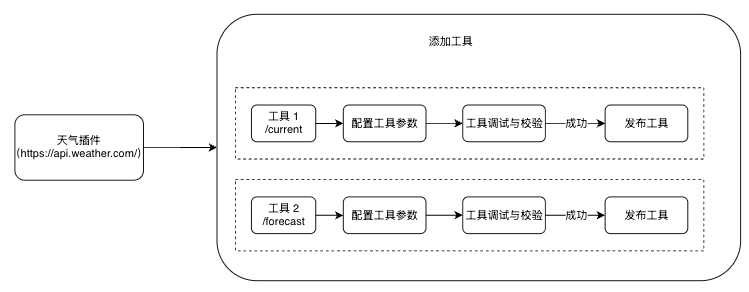 添加工具
天气插件
(https://api.weather.com/)
工具 1
/current
配置工具参数
工具调试与校验
成功
发布工具
工具 2
/forecast
配置工具参数
工具调试与校验
成功
发布工具